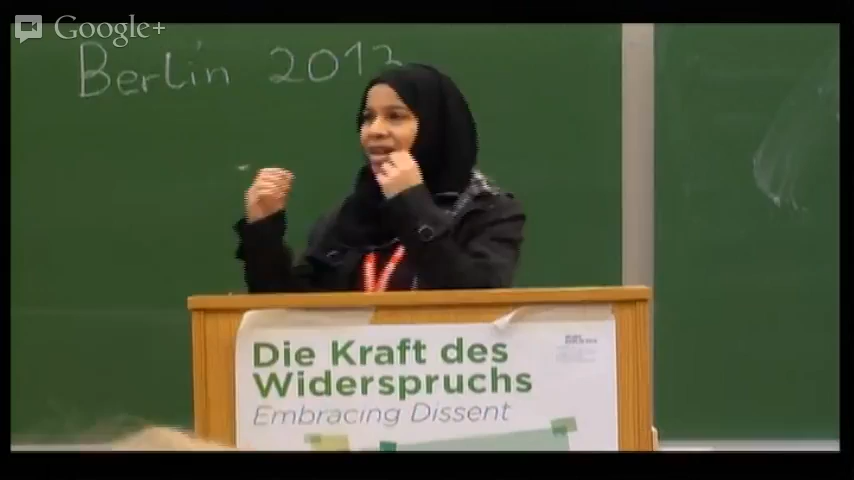 Google+
Berlin 2013
Die Kraft des
Widerspruchs
Embracing Dissent